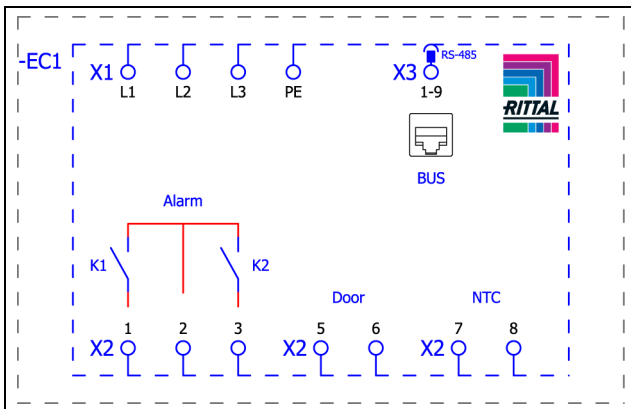 -EC1
X1 L1 L2 L3 PE
X3 1-9 RS-485
RITTAL
BUS
Alarm
K1 K2
Door NTC
X2 1 2 3 X2 5 6 X2 7 8